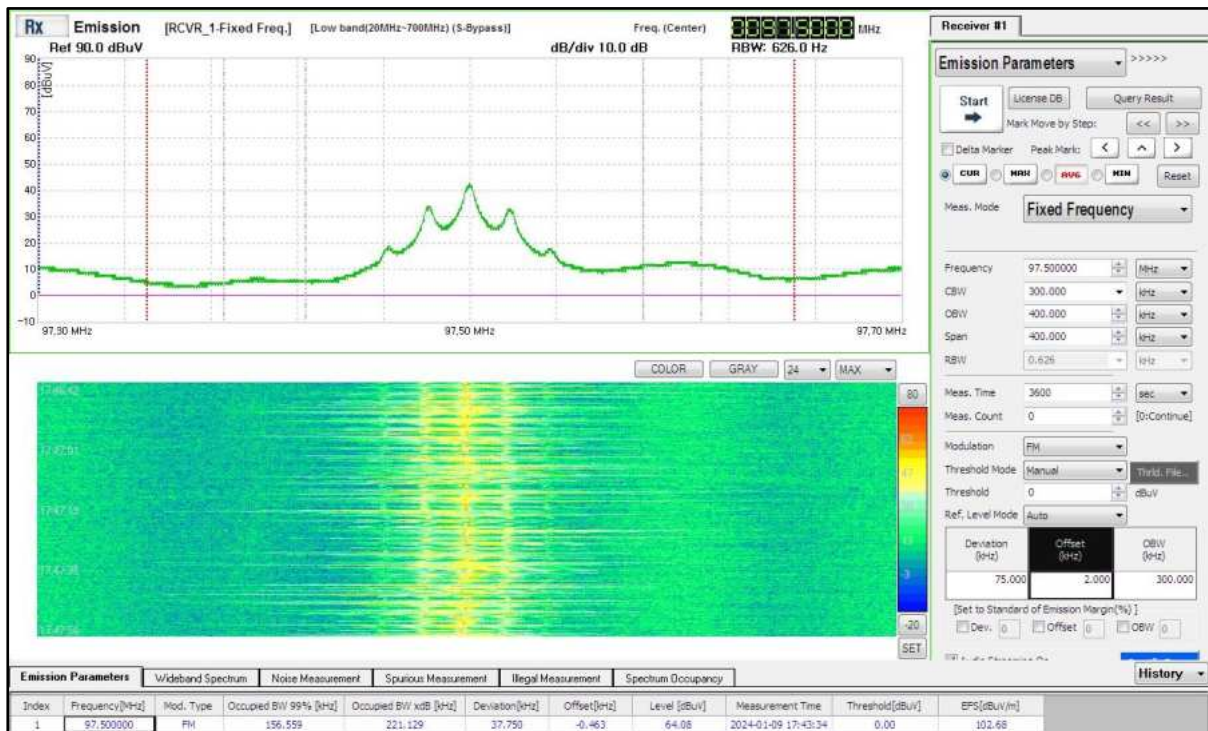 Rx Emission [RCVR_1-Fixed Freq.] [Low band(20MHz~700MHz) (S-Bypass)] Freq. (Center) 0097.5000 MHz
Ref 90.0 dBuV dB/div 10.0 dB RBW: 626.0 Hz
[dBuV]
90
80
70
60
50
40
30
20
10
0
-10
97,30 MHz 97,50 MHz 97,70 MHz
COLOR GRAY 24 MAX
80
-20
SET
Receiver #1
Emission Parameters >>>>>
Start License DB Query Result
Mark Move by Step: << >>
Delta Marker Peak Mark: < ^ >
CUR MAX AVG MIN Reset
Meas. Mode Fixed Frequency
Frequency 97.500000 MHz
CBW 300.000 kHz
OBW 400.000 kHz
Span 400.000 kHz
RBW 0.626 kHz
Meas. Time 3600 sec
Meas. Count 0 [0:Continue]
Modulation FM
Threshold Mode Manual Thrld. File...
Threshold 0 dBuV
Ref. Level Mode Auto
Deviation (kHz) Offset (kHz) OBW (kHz)
75.000 2.000 300.000
[Set to Standard of Emission Margin(%) ]
Dev. 0 Offset 0 OBW 0
Emission Parameters Wideband Spectrum Noise Measurement Spurious Measurement Illegal Measurement Spectrum Occupancy History
Index Frequency[MHz] Mod. Type Occupied BW 99% [kHz] Occupied BW xdB [kHz] Deviation[kHz] Offset[kHz] Level [dBuV] Measurement Time Threshold[dBuV] EFS[dBuV/m]
1 97.500000 FM 156.559 221.129 37.750 -0.463 64.08 2024-01-09 17:43:34 0.00 102.68